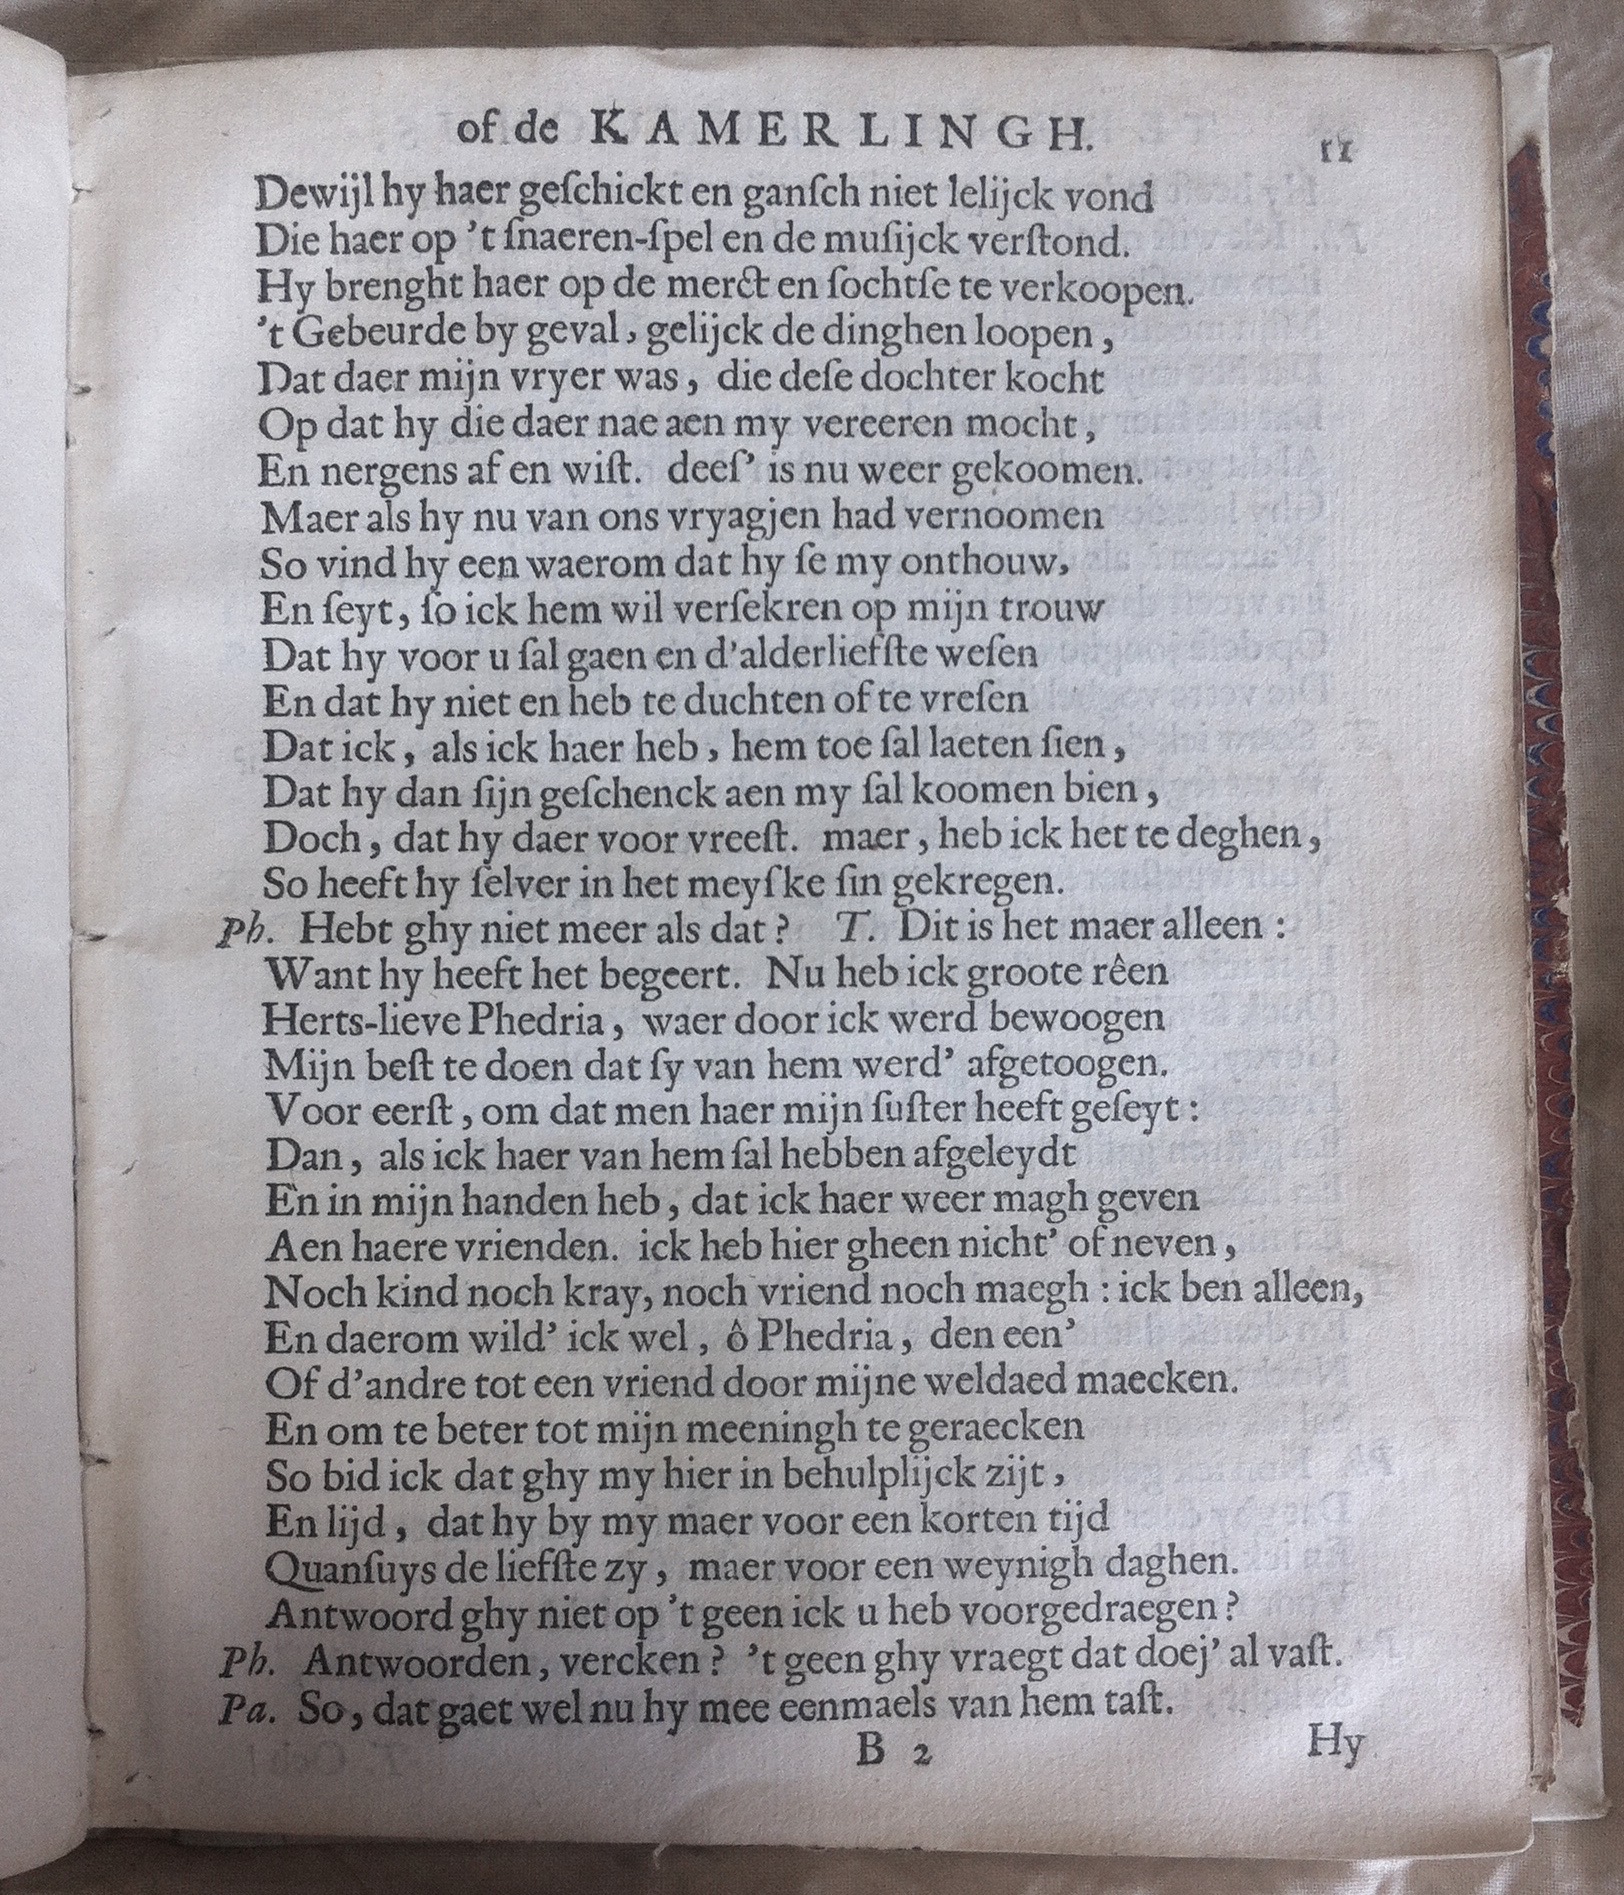 of de KAMERLINGH. 11
Dewijl hy haer geſchickt en ganſch niet lelijck vond
Die haer op 't ſnaeren-ſpel en de muſijck verſtond.
Hy brenght haer op de merct en ſochtſe te verkoopen.
't Gebeurde by geval, gelijck de dinghen loopen,
Dat daer mijn vryer was, die deſe dochter kocht
Op dat hy die daer nae aen my vereeren mocht,
En nergens af en wiſt. deeſ' is nu weer gekoomen.
Maer als hy nu van ons vryagjen had vernoomen
So vind hy een waerom dat hy ſe my onthouw,
En ſeyt, ſo ick hem wil verſekren op mijn trouw
Dat hy voor u ſal gaen en d'alderliefſte weſen
En dat hy niet en heb te duchten of te vreſen
Dat ick, als ick haer heb, hem toe ſal laeten ſien,
Dat hy dan ſijn geſchenck aen my ſal koomen bien,
Doch, dat hy daer voor vreeſt. maer, heb ick het te deghen,
So heeft hy ſelver in het meyſke ſin gekregen.
Ph. Hebt ghy niet meer als dat? T. Dit is het maer alleen:
Want hy heeft het begeert. Nu heb ick groote rêen
Herts-lieve Phedria, waer door ick werd bewoogen
Mijn beſt te doen dat ſy van hem werd' afgetoogen.
Voor eerſt, om dat men haer mijn ſuſter heeft geſeyt:
Dan, als ick haer van hem ſal hebben afgeleydt
En in mijn handen heb, dat ick haer weer magh geven
Aen haere vrienden. ick heb hier gheen nicht' of neven,
Noch kind noch kray, noch vriend noch maegh: ick ben alleen,
En daerom wild' ick wel, ô Phedria, den een'
Of d'andre tot een vriend door mijne weldaed maecken.
En om te beter tot mijn meeningh te geraecken
So bid ick dat ghy my hier in behulplijck zijt,
En lijd, dat hy by my maer voor een korten tijd
Quanſuys de liefſte zy, maer voor een weynigh daghen.
Antwoord ghy niet op 't geen ick u heb voorgedraegen?
Ph. Antwoorden, vercken? 't geen ghy vraegt dat doej' al vaſt.
Pa. So, dat gaet wel nu hy mee eenmaels van hem taſt.
B 2 Hy